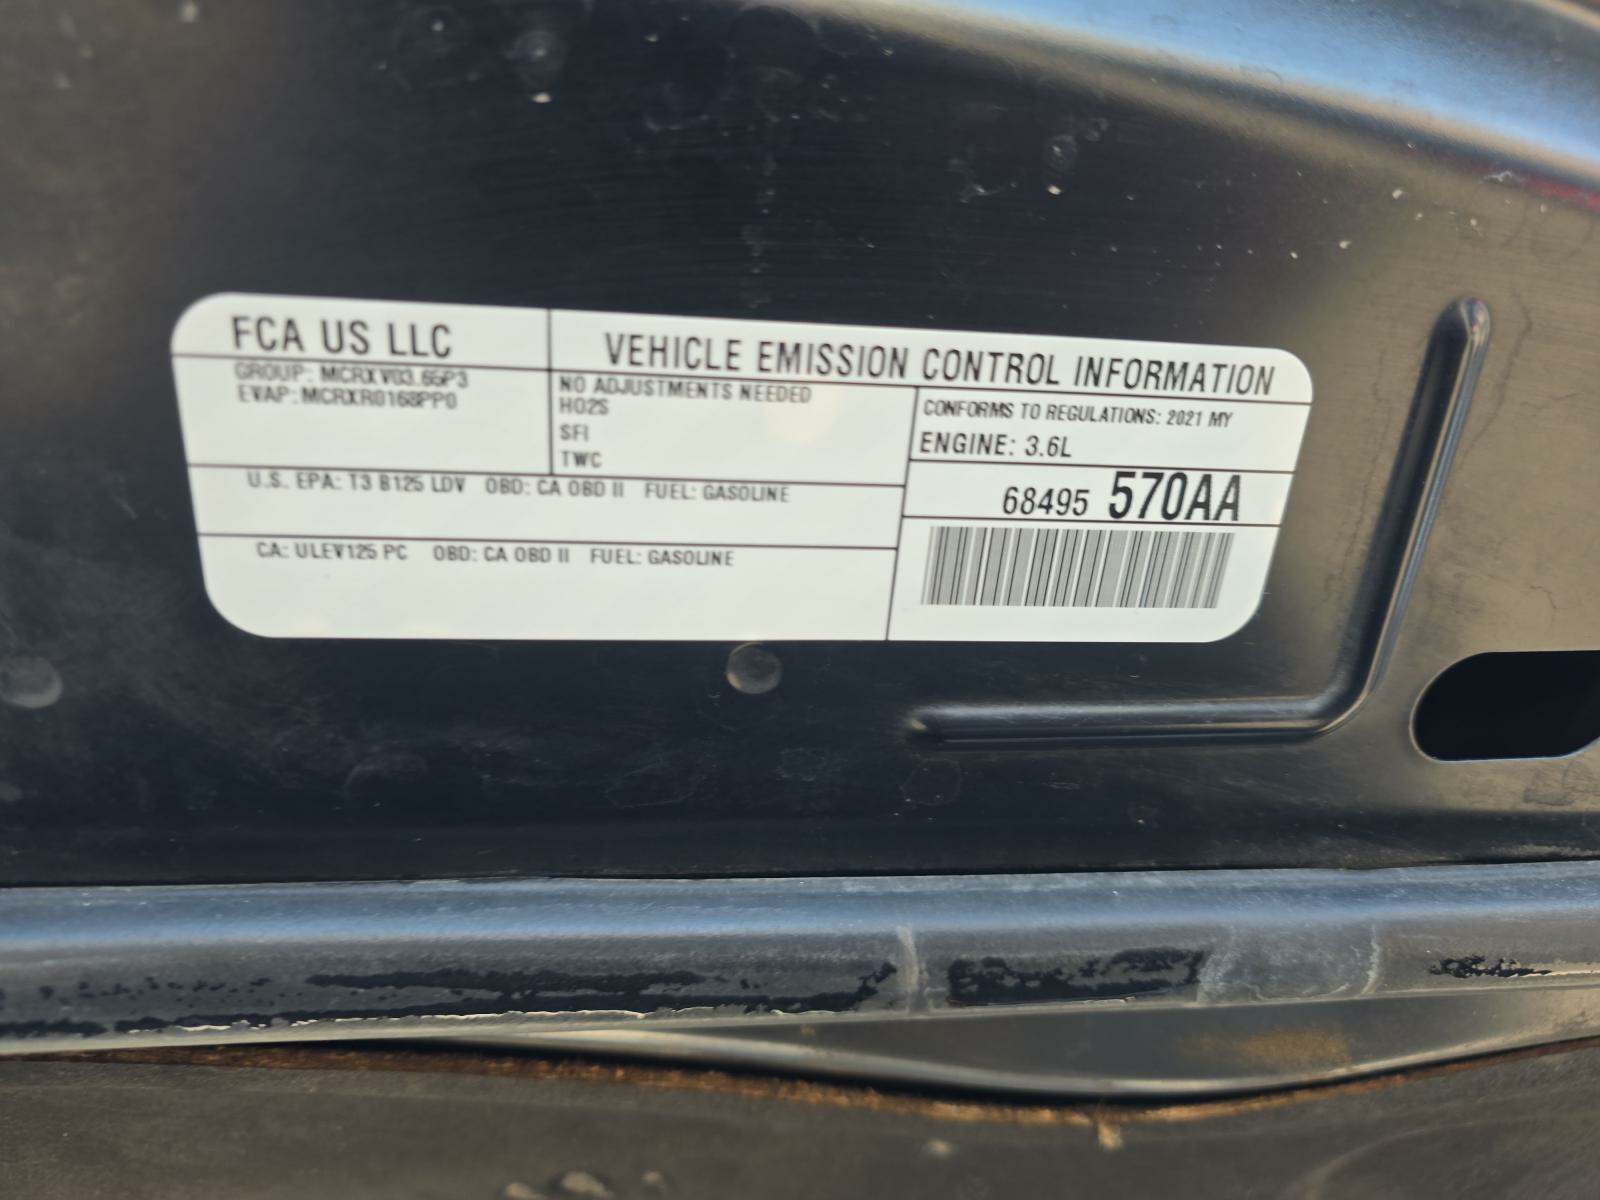 FCA US LLC
VEHICLE EMISSION CONTROL INFORMATION
GROUP: MCRXV03.65P3
EVAP: MCRXR0168PP0
NO ADJUSTMENTS NEEDED
HO2S
SFI
TWC
CONFORMS TO REGULATIONS: 2021 MY
ENGINE: 3.6L
68495 570AA
U.S. EPA: T3 B125 LDV OBD: CA OBD II FUEL: GASOLINE
CA: ULEV125 PC OBD: CA OBD II FUEL: GASOLINE